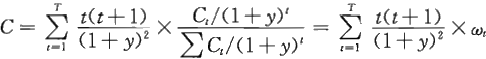 C = \sum_{t=1}^{T} \frac{t(t+1)}{(1+y)^2} \times \frac{C_t/(1+y)^t}{\sum C_t/(1+y)^t} = \sum_{t=1}^{T} \frac{t(t+1)}{(1+y)^2} \times \omega_t